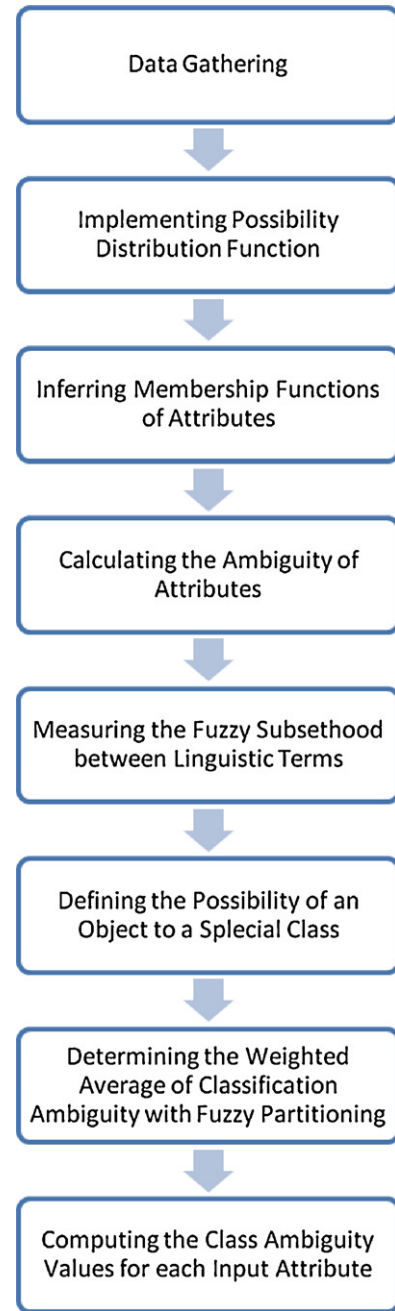 Data Gathering
Implementing Possibility
Distribution Function
Inferring Membership Functions
of Attributes
Calculating the Ambiguity of
Attributes
Measuring the Fuzzy Subsethood
between Linguistic Terms
Defining the Possibility of an
Object to a Splecial Class
Determining the Weighted
Average of Classification
Ambiguity with Fuzzy Partitioning
Computing the Class Ambiguity
Values for each Input Attribute